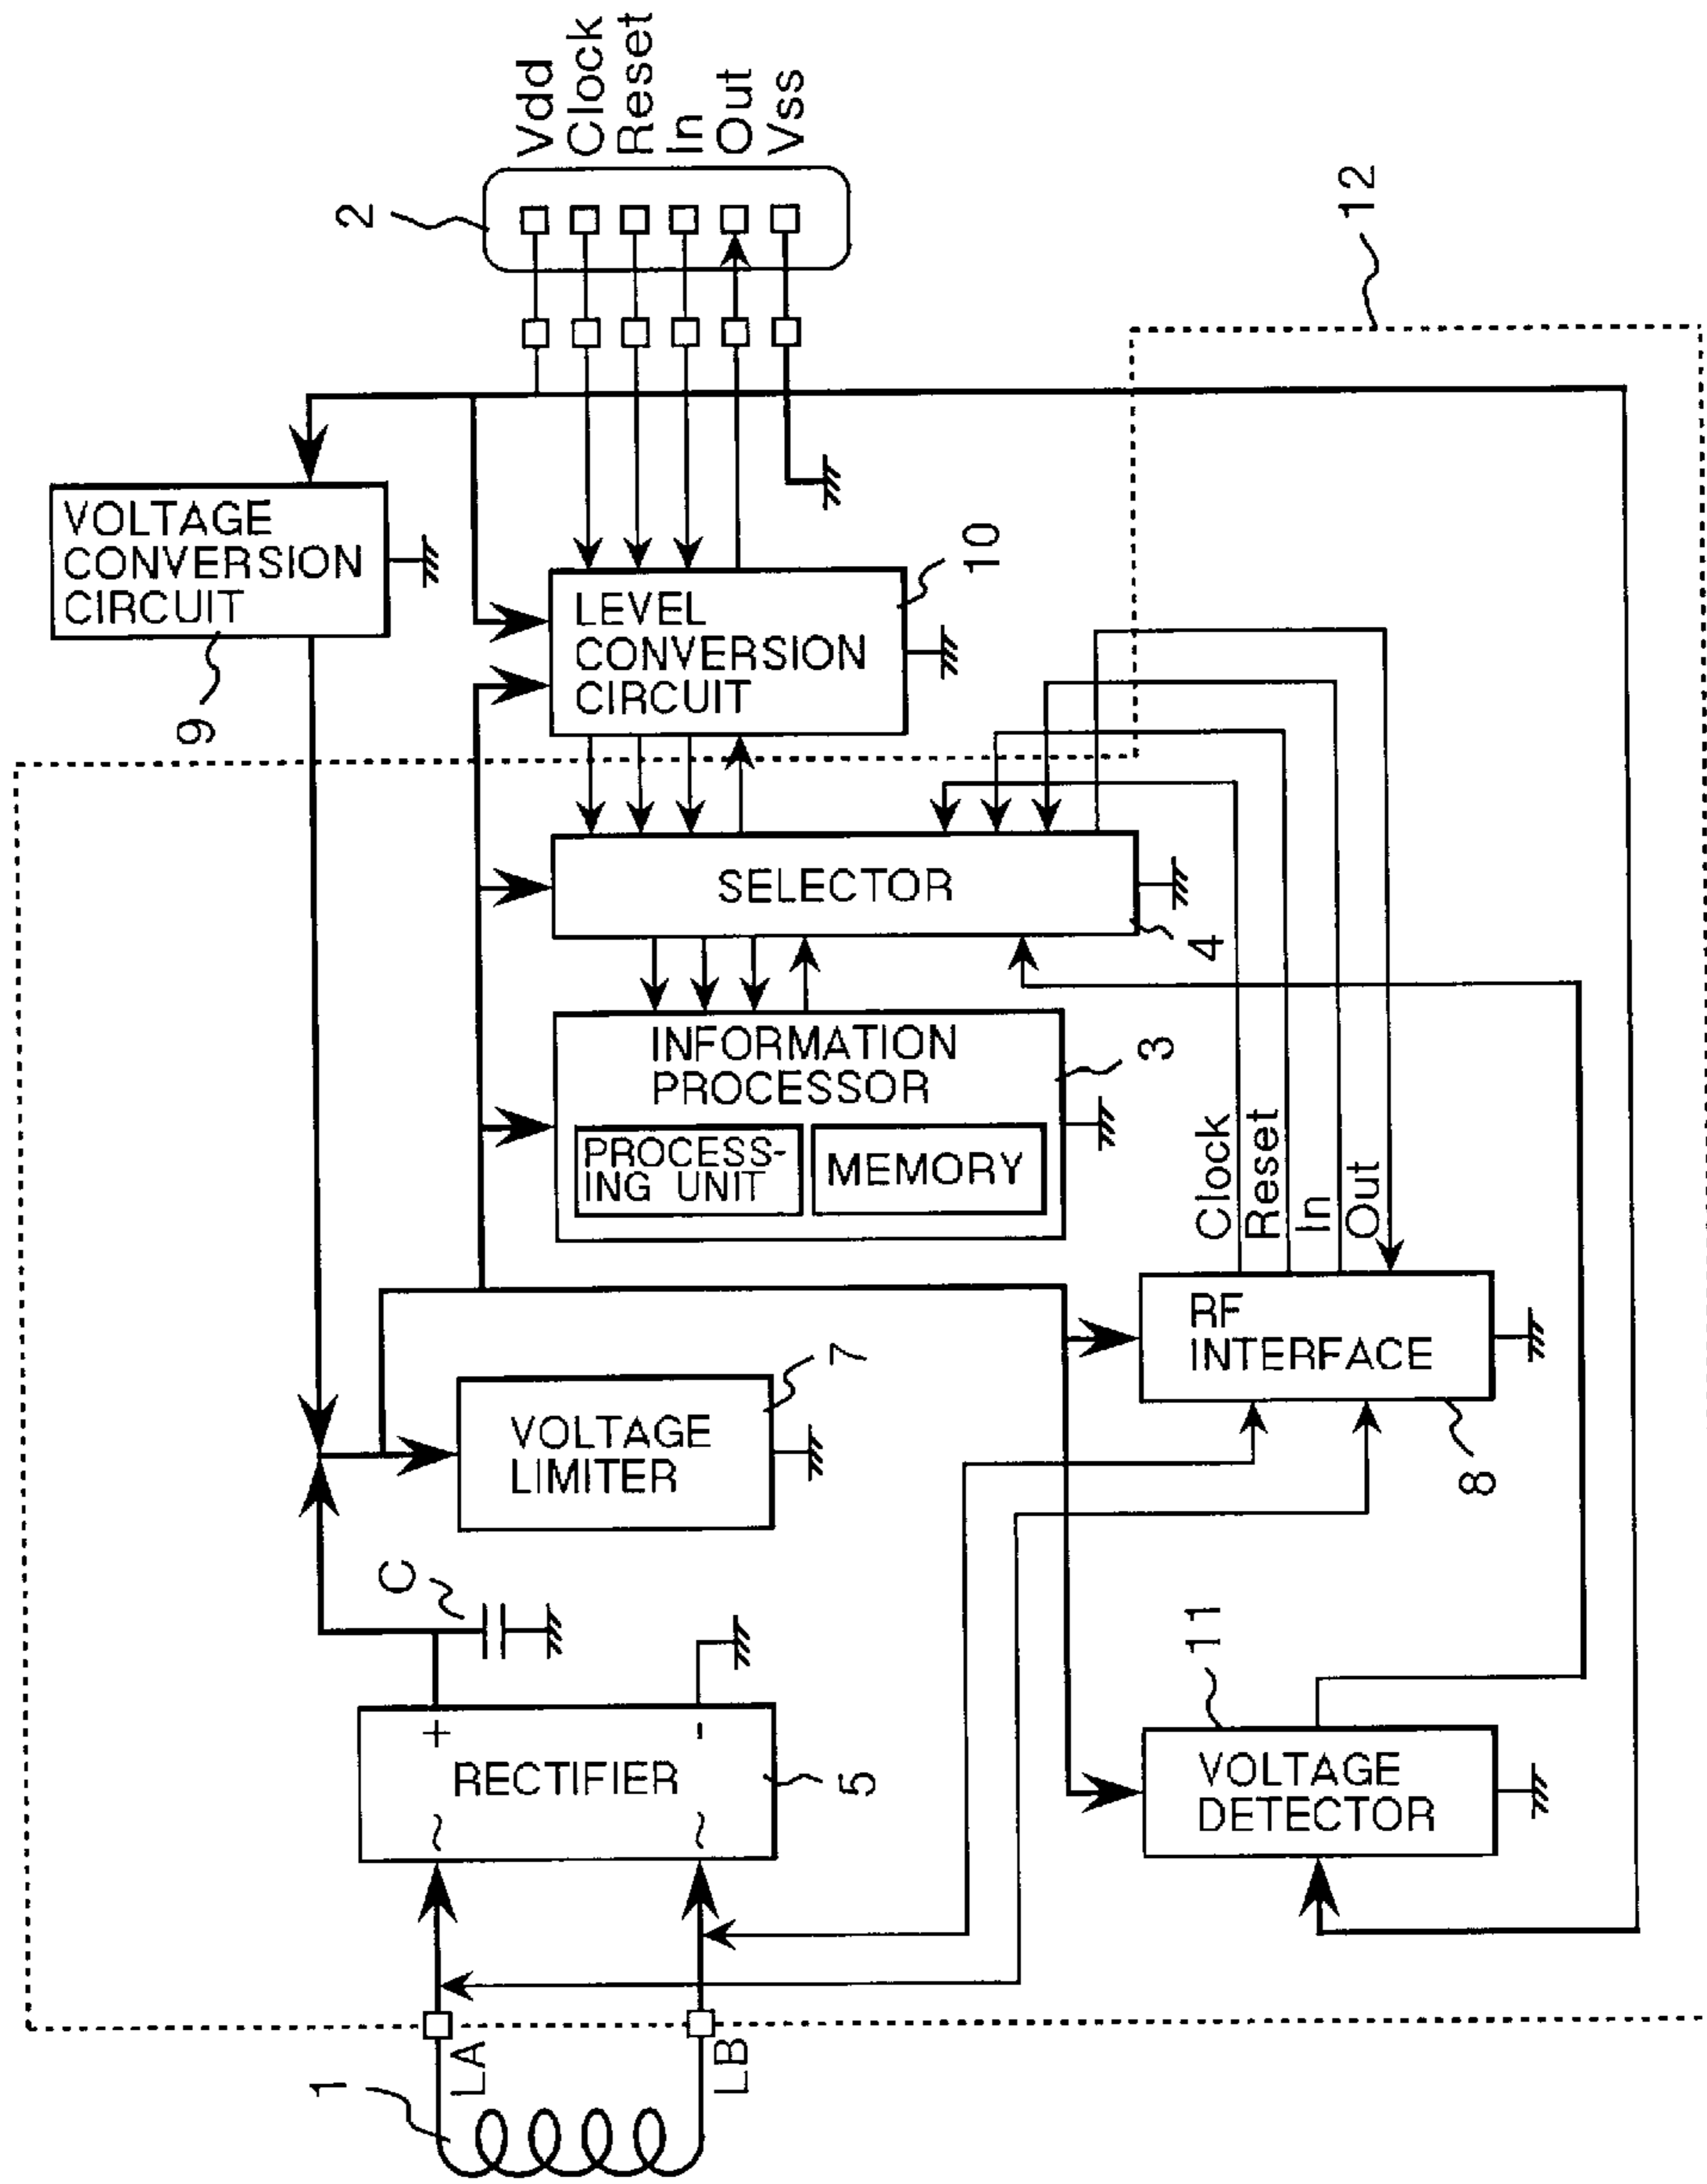 VOLTAGE
CONVERSION
CIRCUIT
9
2
Vdd
Clock
Reset
In
Out
Vss
LEVEL
CONVERSION
CIRCUIT
10
12
SELECTOR
4
INFORMATION
PROCESSOR
PROCESS-
ING UNIT
MEMORY
3
Clock
Reset
In
Out
VOLTAGE
LIMITER
7
RF
INTERFACE
8
C
+
-
~
~
RECTIFIER
5
VOLTAGE
DETECTOR
11
LA
LB
1